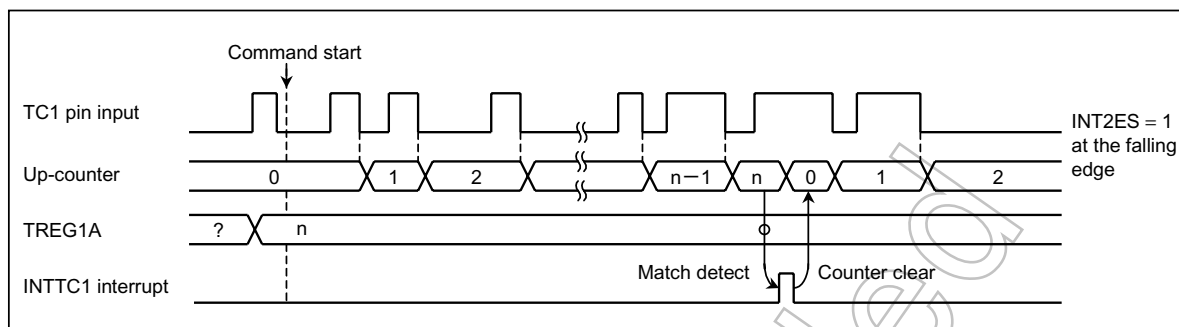 Command start
TC1 pin input
INT2ES = 1
at the falling
edge
Up-counter 0 1 2 n−1 n 0 1 2
TREG1A ? n
Match detect Counter clear
INTTC1 interrupt